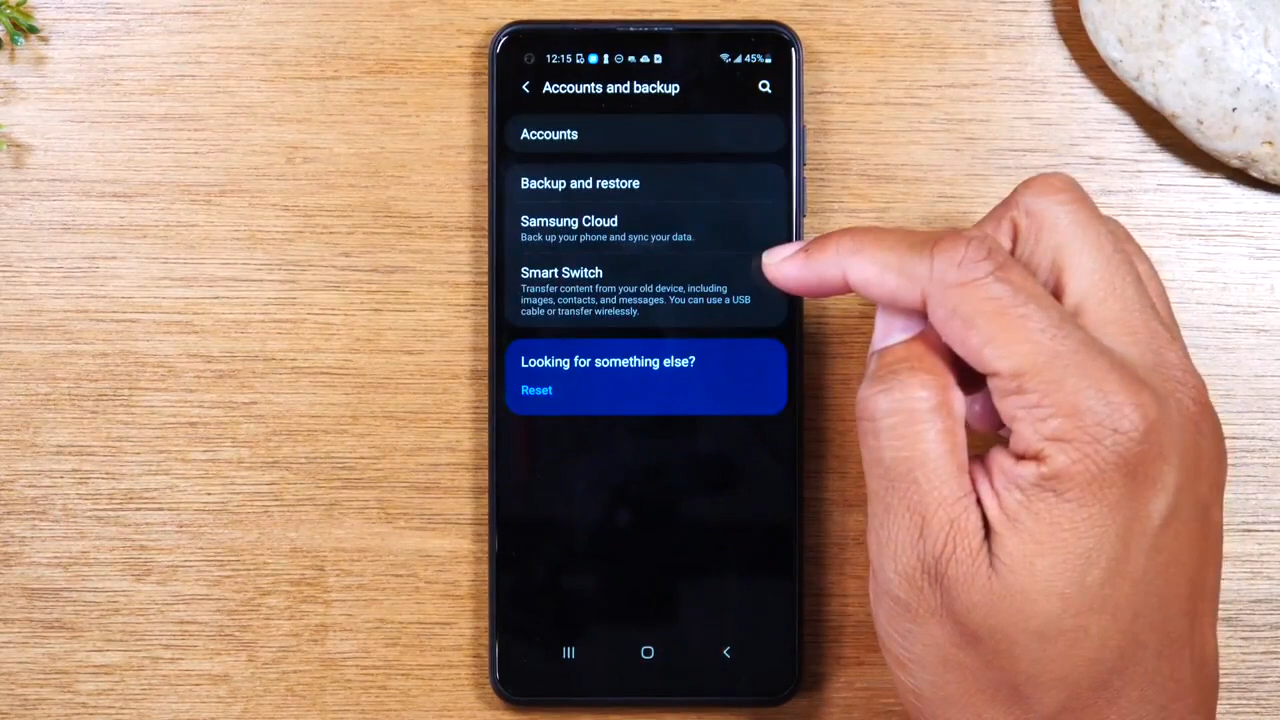 12:15
45%
Accounts and backup
Accounts
Backup and restore
Samsung Cloud
Back up your phone and sync your data.
Smart Switch
Transfer content from your old device, including
images, contacts, and messages. You can use a USB
cable or transfer wirelessly.
Looking for something else?
Reset